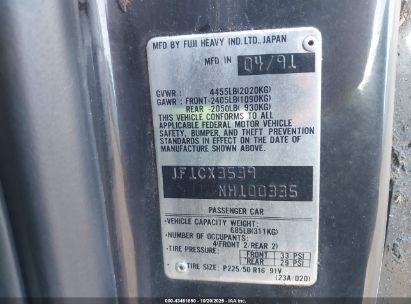 MFD BY FUJI HEAVY IND. LTD., JAPAN
MFD IN 04/91
GVWR : 4455LB(2020KG)
GAWR : FRONT-2405LB(1090KG)
REAR -2050LB( 930KG)
THIS VEHICLE CONFORMS TO ALL
APPLICABLE FEDERAL MOTOR VEHICLE
SAFETY, BUMPER, AND THEFT PREVENTION
STANDARDS IN EFFECT ON THE DATE OF
MANUFACTURE SHOWN ABOVE.
JF1CX3539
NH100335
PASSENGER CAR
•VEHICLE CAPACITY WEIGHT:
685LB(311KG)
•NUMBER OF OCCUPANTS:
4(FRONT 2/REAR 2)
•TIRE PRESSURE: FRONT 33 PSI
REAR 29 PSI
•TIRE SIZE: P225/50 R16 91V
(23A/020)
• 10/20/2025 •